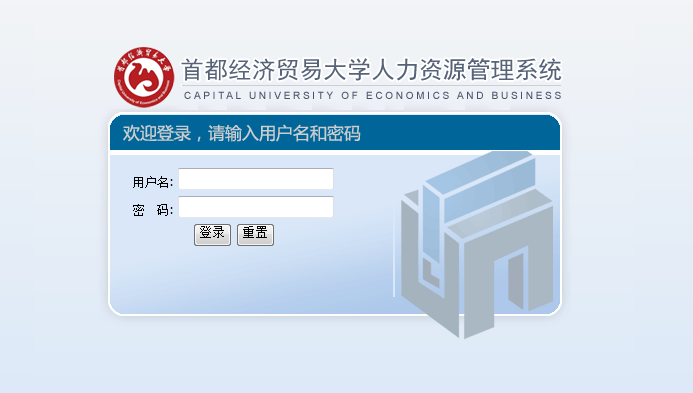 首都经济贸易大学人力资源管理系统
CAPITAL UNIVERSITY OF ECONOMICS AND BUSINESS
欢迎登录，请输入用户名和密码
用户名:
密 码:
登录 重置